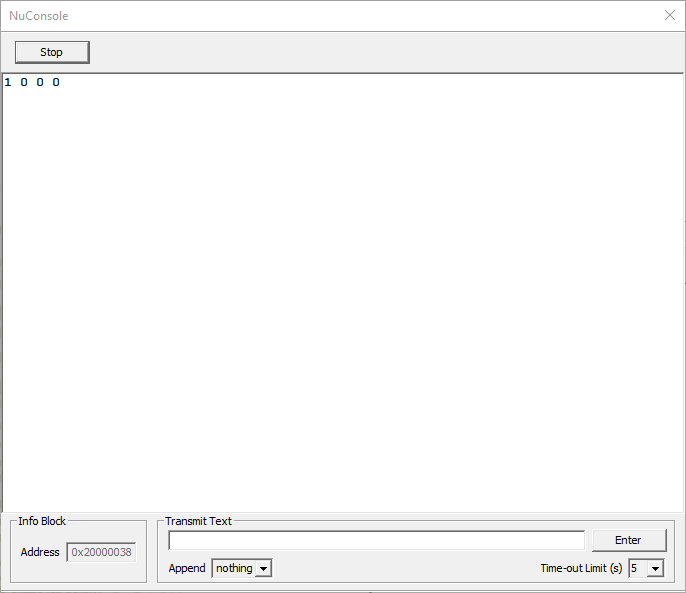 NuConsole
Stop
1 0 0 0
Info Block
Address 0x20000038
Transmit Text
Enter
Append nothing Time-out Limit (s) 5